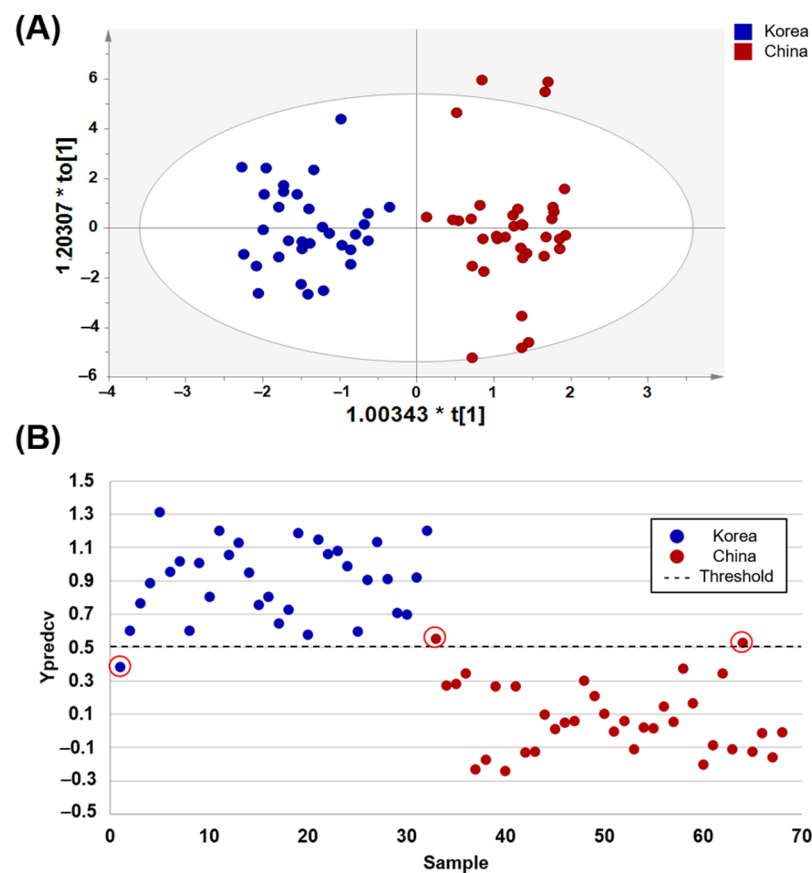 (A)
Korea
China
6
4
2
0
–2
–4
–6
1.20307 * to[1]
–4 –3 –2 –1 0 1 2 3
1.00343 * t[1]
(B)
1.5
1.3
1.1
0.9
0.7
0.5
0.3
0.1
–0.1
–0.3
–0.5
Ypredcv
Korea
China
Threshold
0 10 20 30 40 50 60 70
Sample